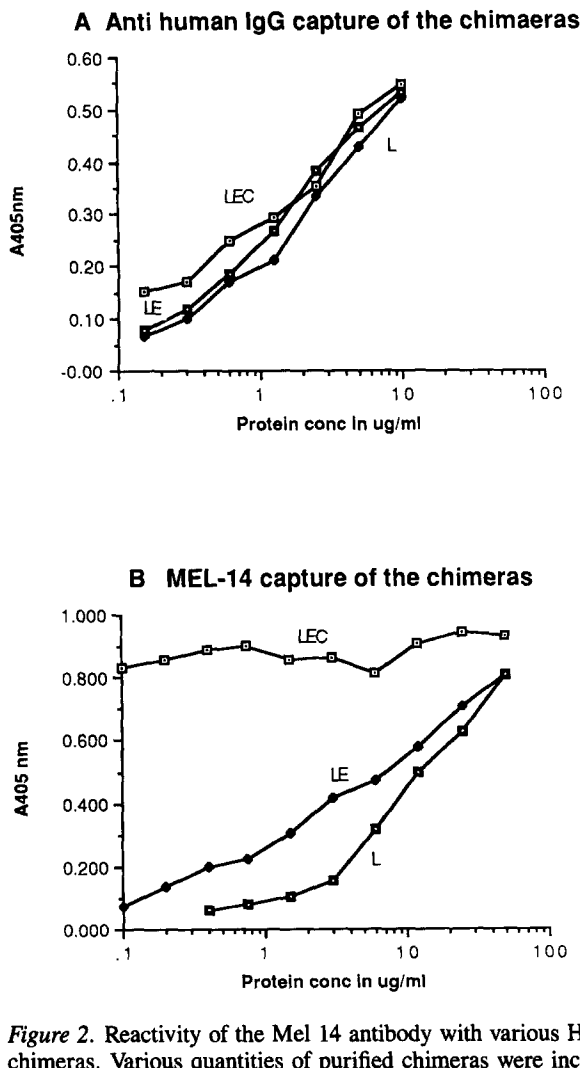 A Anti human IgG capture of the chimaeras
0.60
0.50
0.40
0.30
0.20
0.10
-0.00
A405nm
LEC
L
LE
.1
1
10
100
Protein conc in ug/ml
B MEL-14 capture of the chimeras
1.000
0.800
0.600
0.400
0.200
0.000
A405 nm
LEC
LE
L
.1
1
10
100
Protein conc in ug/ml
Figure 2. Reactivity of the Mel 14 antibody with various H
chimeras. Various quantities of purified chimeras were inc